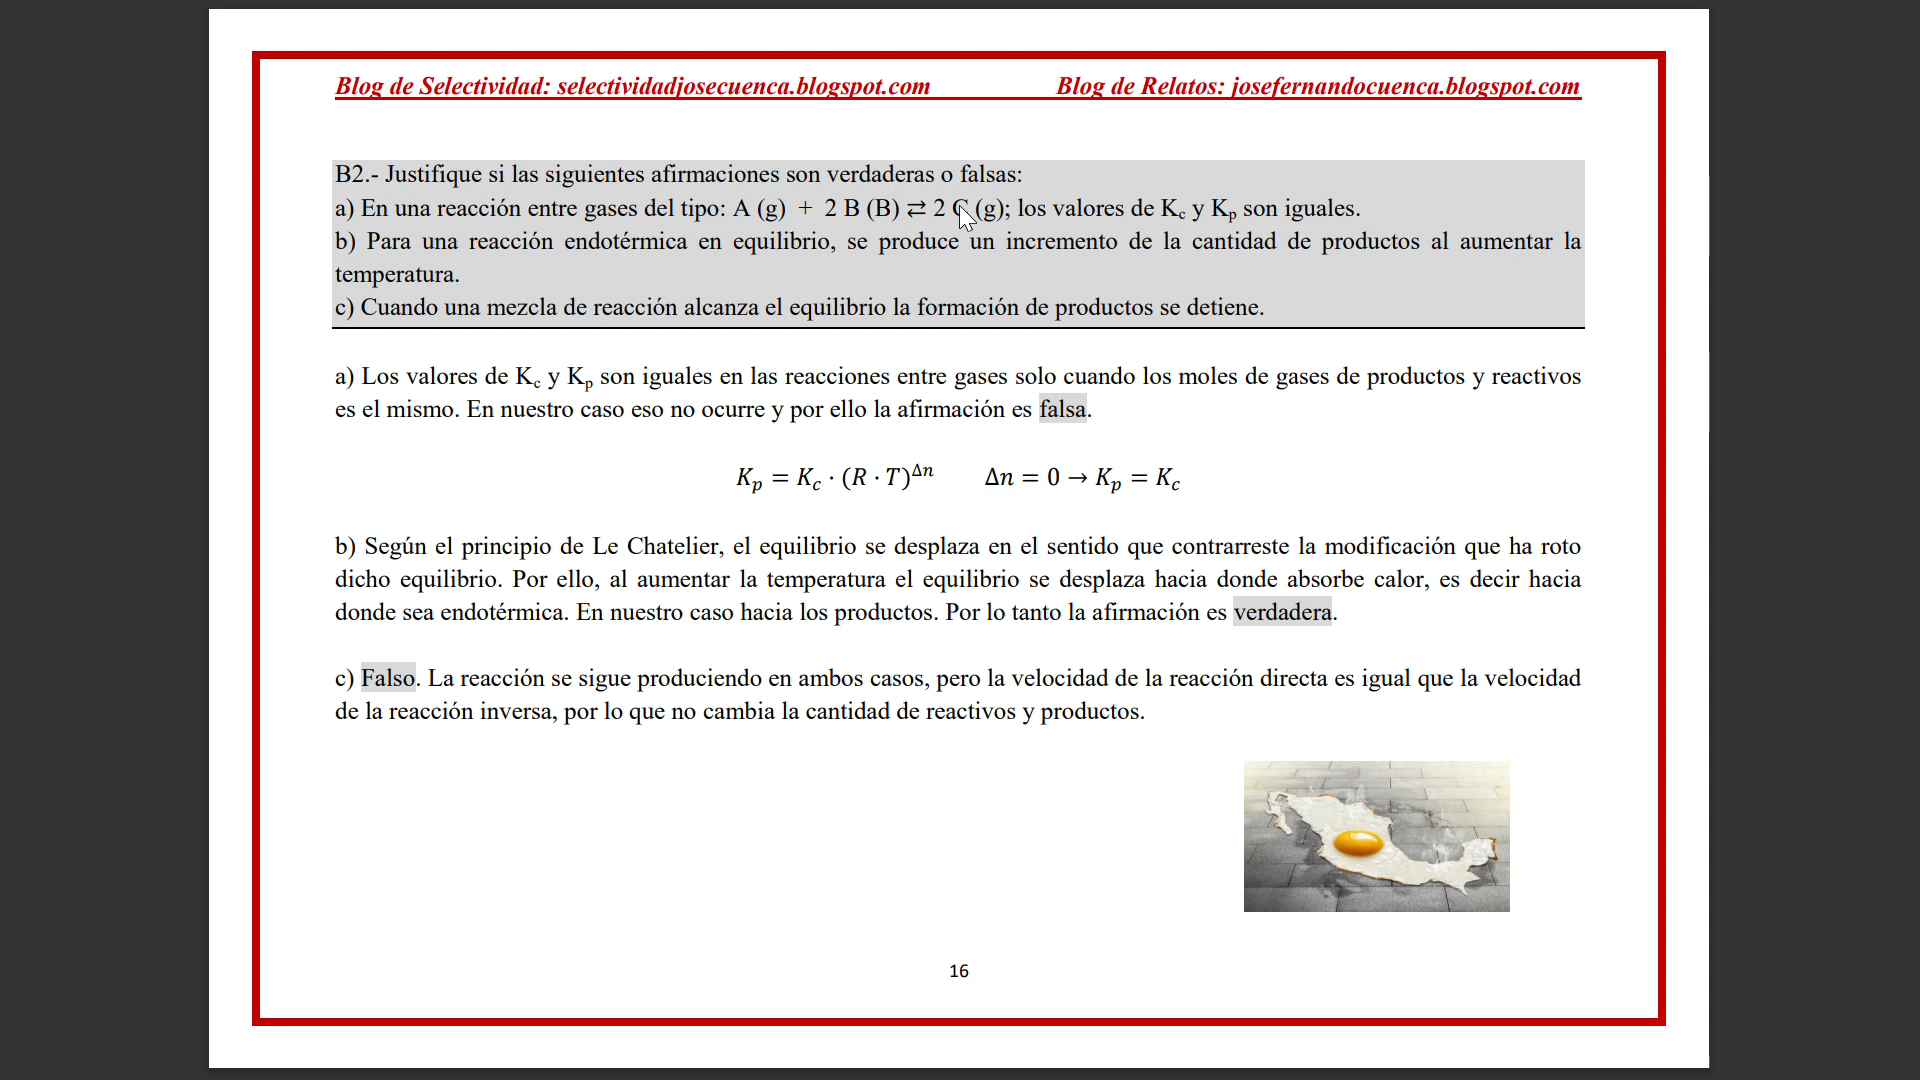 Blog de Selectividad: selectividadjosecuenca.blogspot.com Blog de Relatos: josefernandocuenca.blogspot.com
B2.- Justifique si las siguientes afirmaciones son verdaderas o falsas:
a) En una reacción entre gases del tipo: A (g) + 2 B (B) ⇄ 2 C (g); los valores de Kc y Kp son iguales.
b) Para una reacción endotérmica en equilibrio, se produce un incremento de la cantidad de productos al aumentar la
temperatura.
c) Cuando una mezcla de reacción alcanza el equilibrio la formación de productos se detiene.
a) Los valores de Kc y Kp son iguales en las reacciones entre gases solo cuando los moles de gases de productos y reactivos
es el mismo. En nuestro caso eso no ocurre y por ello la afirmación es falsa.
Kp = Kc · (R · T)^Δn Δn = 0 → Kp = Kc
b) Según el principio de Le Chatelier, el equilibrio se desplaza en el sentido que contrarreste la modificación que ha roto
dicho equilibrio. Por ello, al aumentar la temperatura el equilibrio se desplaza hacia donde absorbe calor, es decir hacia
donde sea endotérmica. En nuestro caso hacia los productos. Por lo tanto la afirmación es verdadera.
c) Falso. La reacción se sigue produciendo en ambos casos, pero la velocidad de la reacción directa es igual que la velocidad
de la reacción inversa, por lo que no cambia la cantidad de reactivos y productos.
16